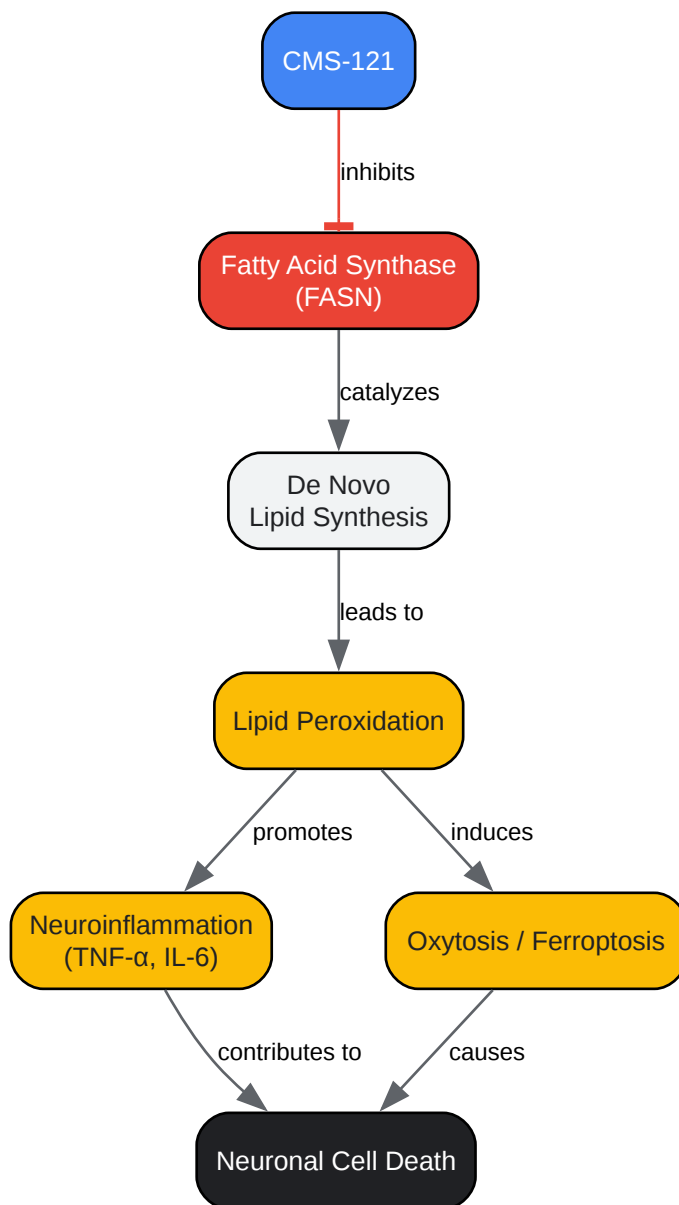 CMS-121
inhibits
Fatty Acid Synthase
(FASN)
catalyzes
De Novo
Lipid Synthesis
leads to
Lipid Peroxidation
promotes
induces
Neuroinflammation
(TNF-α, IL-6)
Oxytosis / Ferroptosis
contributes to
causes
Neuronal Cell Death